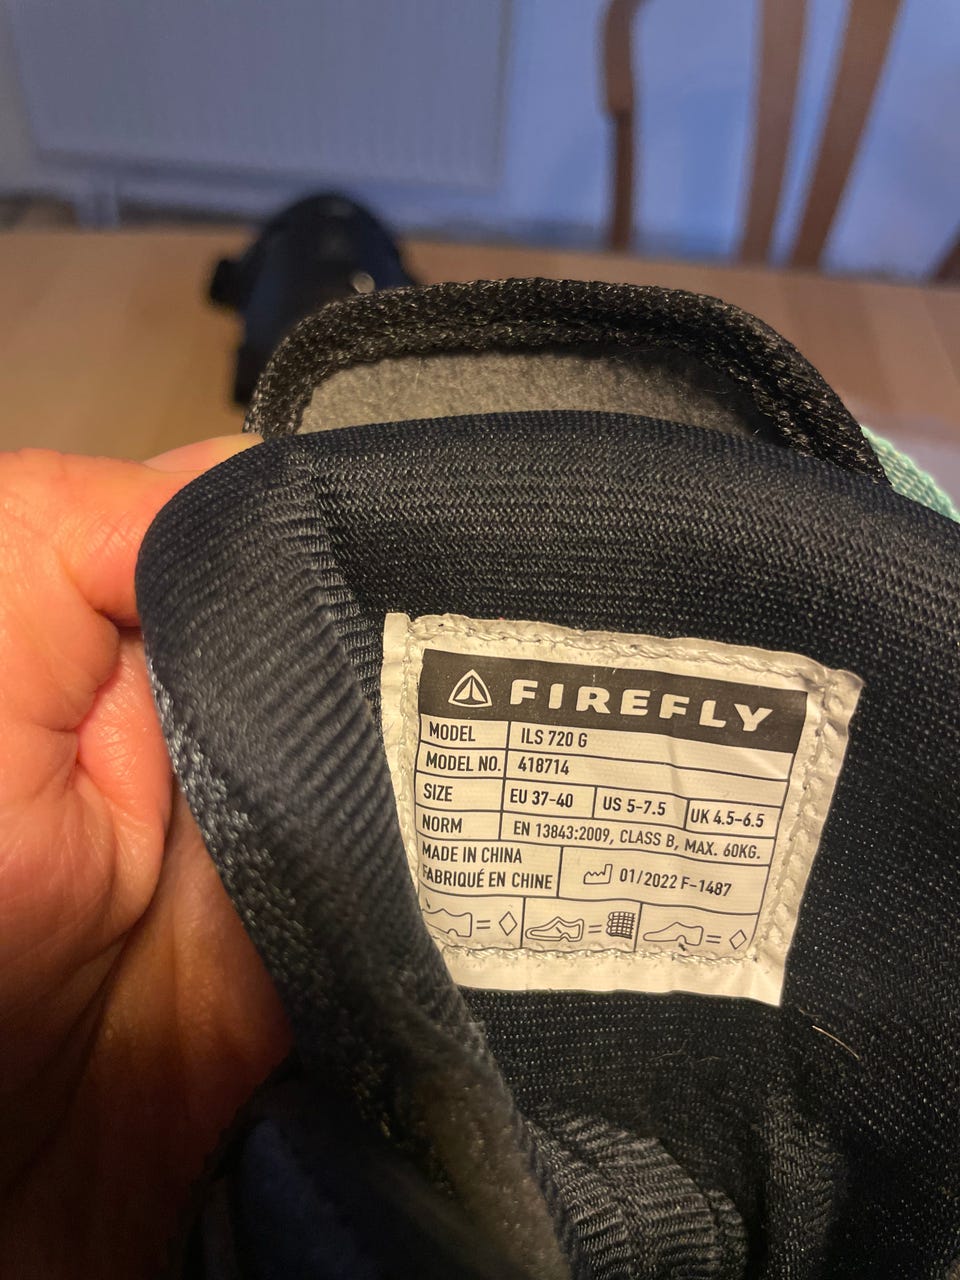 FIREFLY
MODEL ILS 720 G
MODEL NO. 418714
SIZE EU 37-40 US 5-7.5 UK 4.5-6.5
NORM EN 13843:2009, CLASS B, MAX. 60KG.
MADE IN CHINA
FABRIQUÉ EN CHINE
01/2022 F-1487